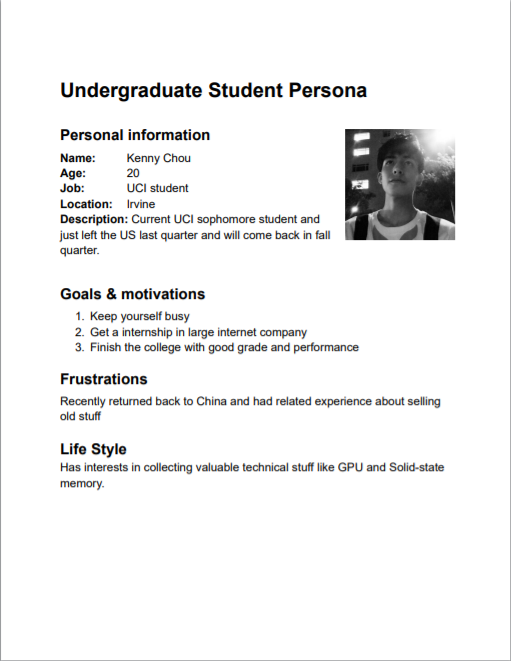 Undergraduate Student Persona
Personal information
Name: Kenny Chou
Age: 20
Job: UCI student
Location: Irvine
Description: Current UCI sophomore student and
just left the US last quarter and will come back in fall
quarter.
Goals & motivations
1. Keep yourself busy
2. Get a internship in large internet company
3. Finish the college with good grade and performance
Frustrations
Recently returned back to China and had related experience about selling
old stuff
Life Style
Has interests in collecting valuable technical stuff like GPU and Solid-state
memory.